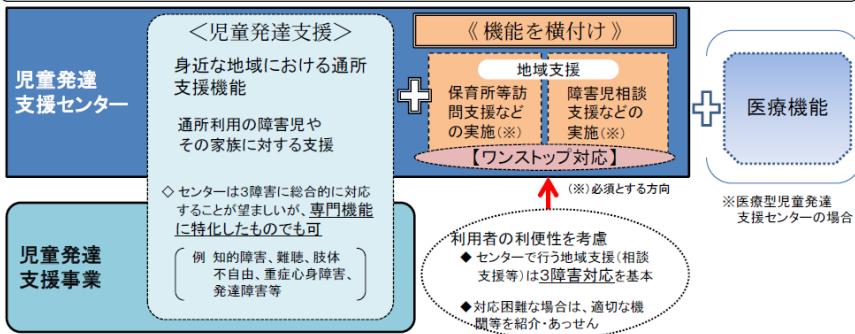 児童発達
支援センター
＜児童発達支援＞
身近な地域における通所
支援機能
通所利用の障害児や
その家族に対する支援
◇ センターは３障害に総合的に対応
することが望ましいが、専門機能
に特化したものでも可
例 知的障害、難聴、肢体
不自由、重症心身障害、
発達障害等
児童発達
支援事業
《 機能を横付け 》
地域支援
保育所等訪
問支援など
の実施(※)
障害児相談
支援などの
実施(※)
【ワンストップ対応】
(※)必須とする方向
利用者の利便性を考慮
◆ センターで行う地域支援(相談
支援等)は３障害対応を基本
◆対応困難な場合は、適切な機
関等を紹介・あっせん
医療機能
※医療型児童発達
支援センターの場合